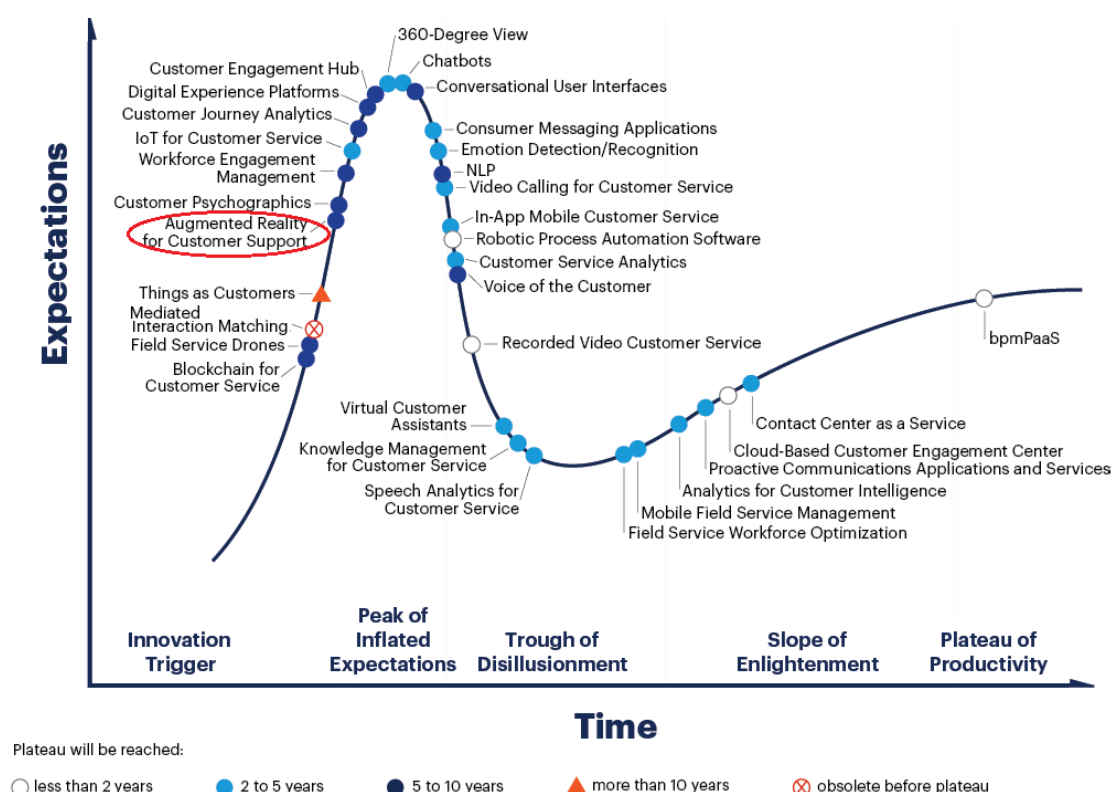 360-Degree View
Chatbots
Customer Engagement Hub
Conversational User Interfaces
Digital Experience Platforms
Customer Journey Analytics
Consumer Messaging Applications
IoT for Customer Service
Emotion Detection/Recognition
Workforce Engagement
Management
NLP
Video Calling for Customer Service
Customer Psychographics
In-App Mobile Customer Service
Augmented Reality
for Customer Support
Robotic Process Automation Software
Customer Service Analytics
Voice of the Customer
Things as Customers
Mediated
Interaction Matching
Field Service Drones
Recorded Video Customer Service
Blockchain for
Customer Service
bpmPaaS
Virtual Customer
Assistants
Contact Center as a Service
Knowledge Management
for Customer Service
Cloud-Based Customer Engagement Center
Proactive Communications Applications and Services
Speech Analytics for
Customer Service
Analytics for Customer Intelligence
Mobile Field Service Management
Field Service Workforce Optimization
Expectations
Innovation
Trigger
Peak of
Inflated
Expectations
Trough of
Disillusionment
Slope of
Enlightenment
Plateau of
Productivity
Time
Plateau will be reached:
less than 2 years
2 to 5 years
5 to 10 years
more than 10 years
obsolete before plateau